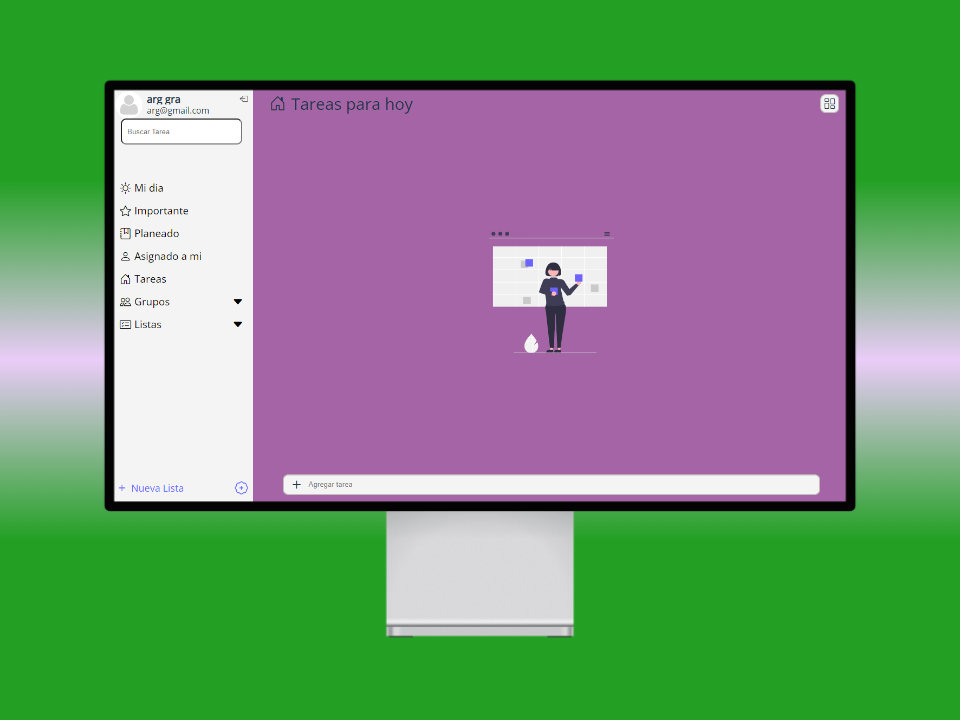 arg gra
arg@gmail.com
Buscar Tarea
Mi dia
Importante
Planeado
Asignado a mi
Tareas
Grupos
Listas
+ Nueva Lista
Tareas para hoy
+ Agregar tarea